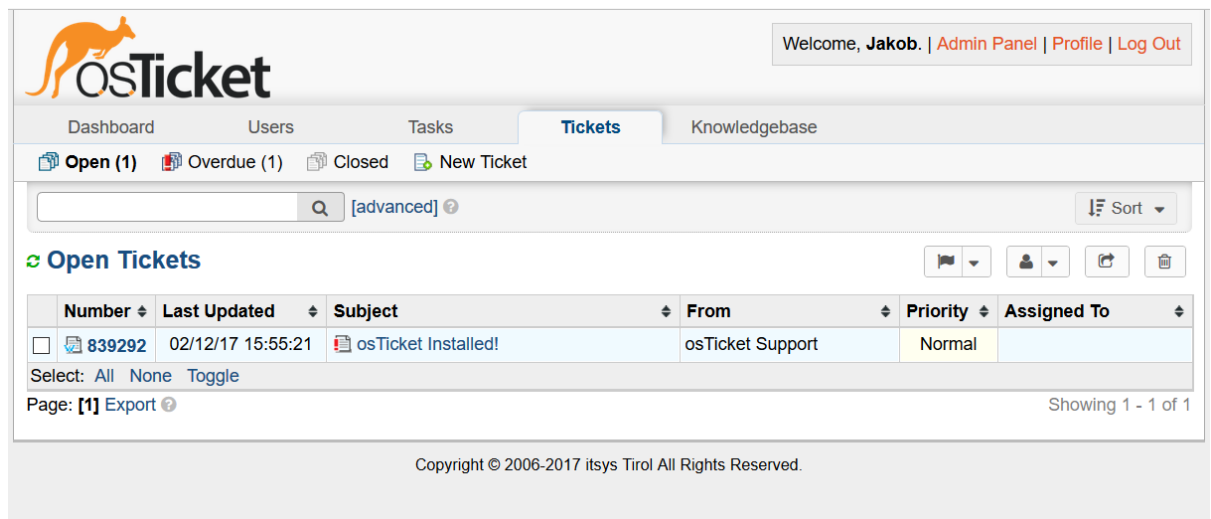 osTicket
Welcome, Jakob. | Admin Panel | Profile | Log Out
Dashboard Users Tasks Tickets Knowledgebase
Open (1) Overdue (1) Closed New Ticket
[advanced] Sort
Open Tickets
Number Last Updated Subject From Priority Assigned To
839292 02/12/17 15:55:21 osTicket Installed! osTicket Support Normal
Select: All None Toggle
Page: [1] Export Showing 1 - 1 of 1
Copyright © 2006-2017 itsys Tirol All Rights Reserved.